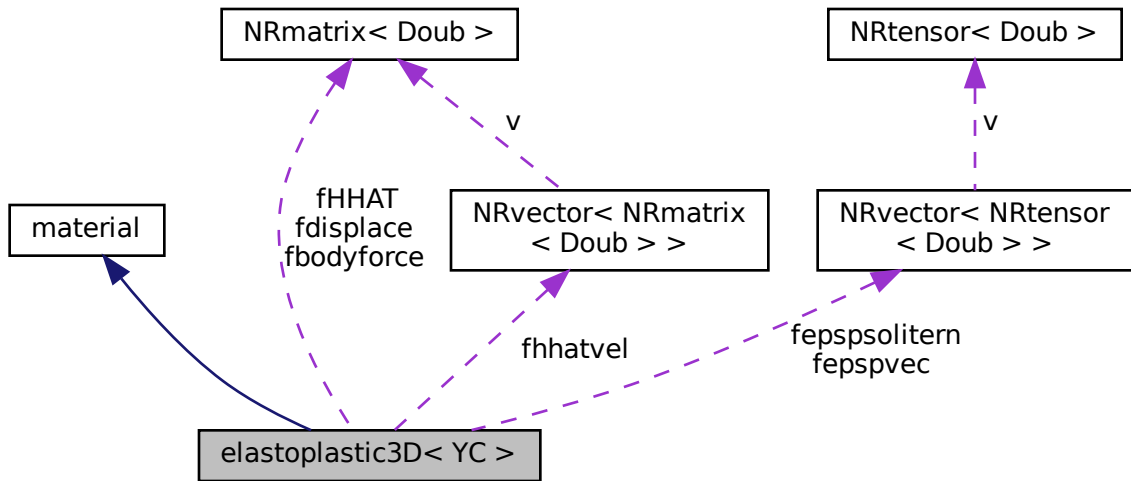 NRmatrix< Doub >
NRtensor< Doub >
v
v
fHHAT
fdisplace
fbodyforce
material
NRvector< NRmatrix
< Doub > >
NRvector< NRtensor
< Doub > >
fhhatvel
fepspsolitern
fepspvec
elastoplastic3D< YC >